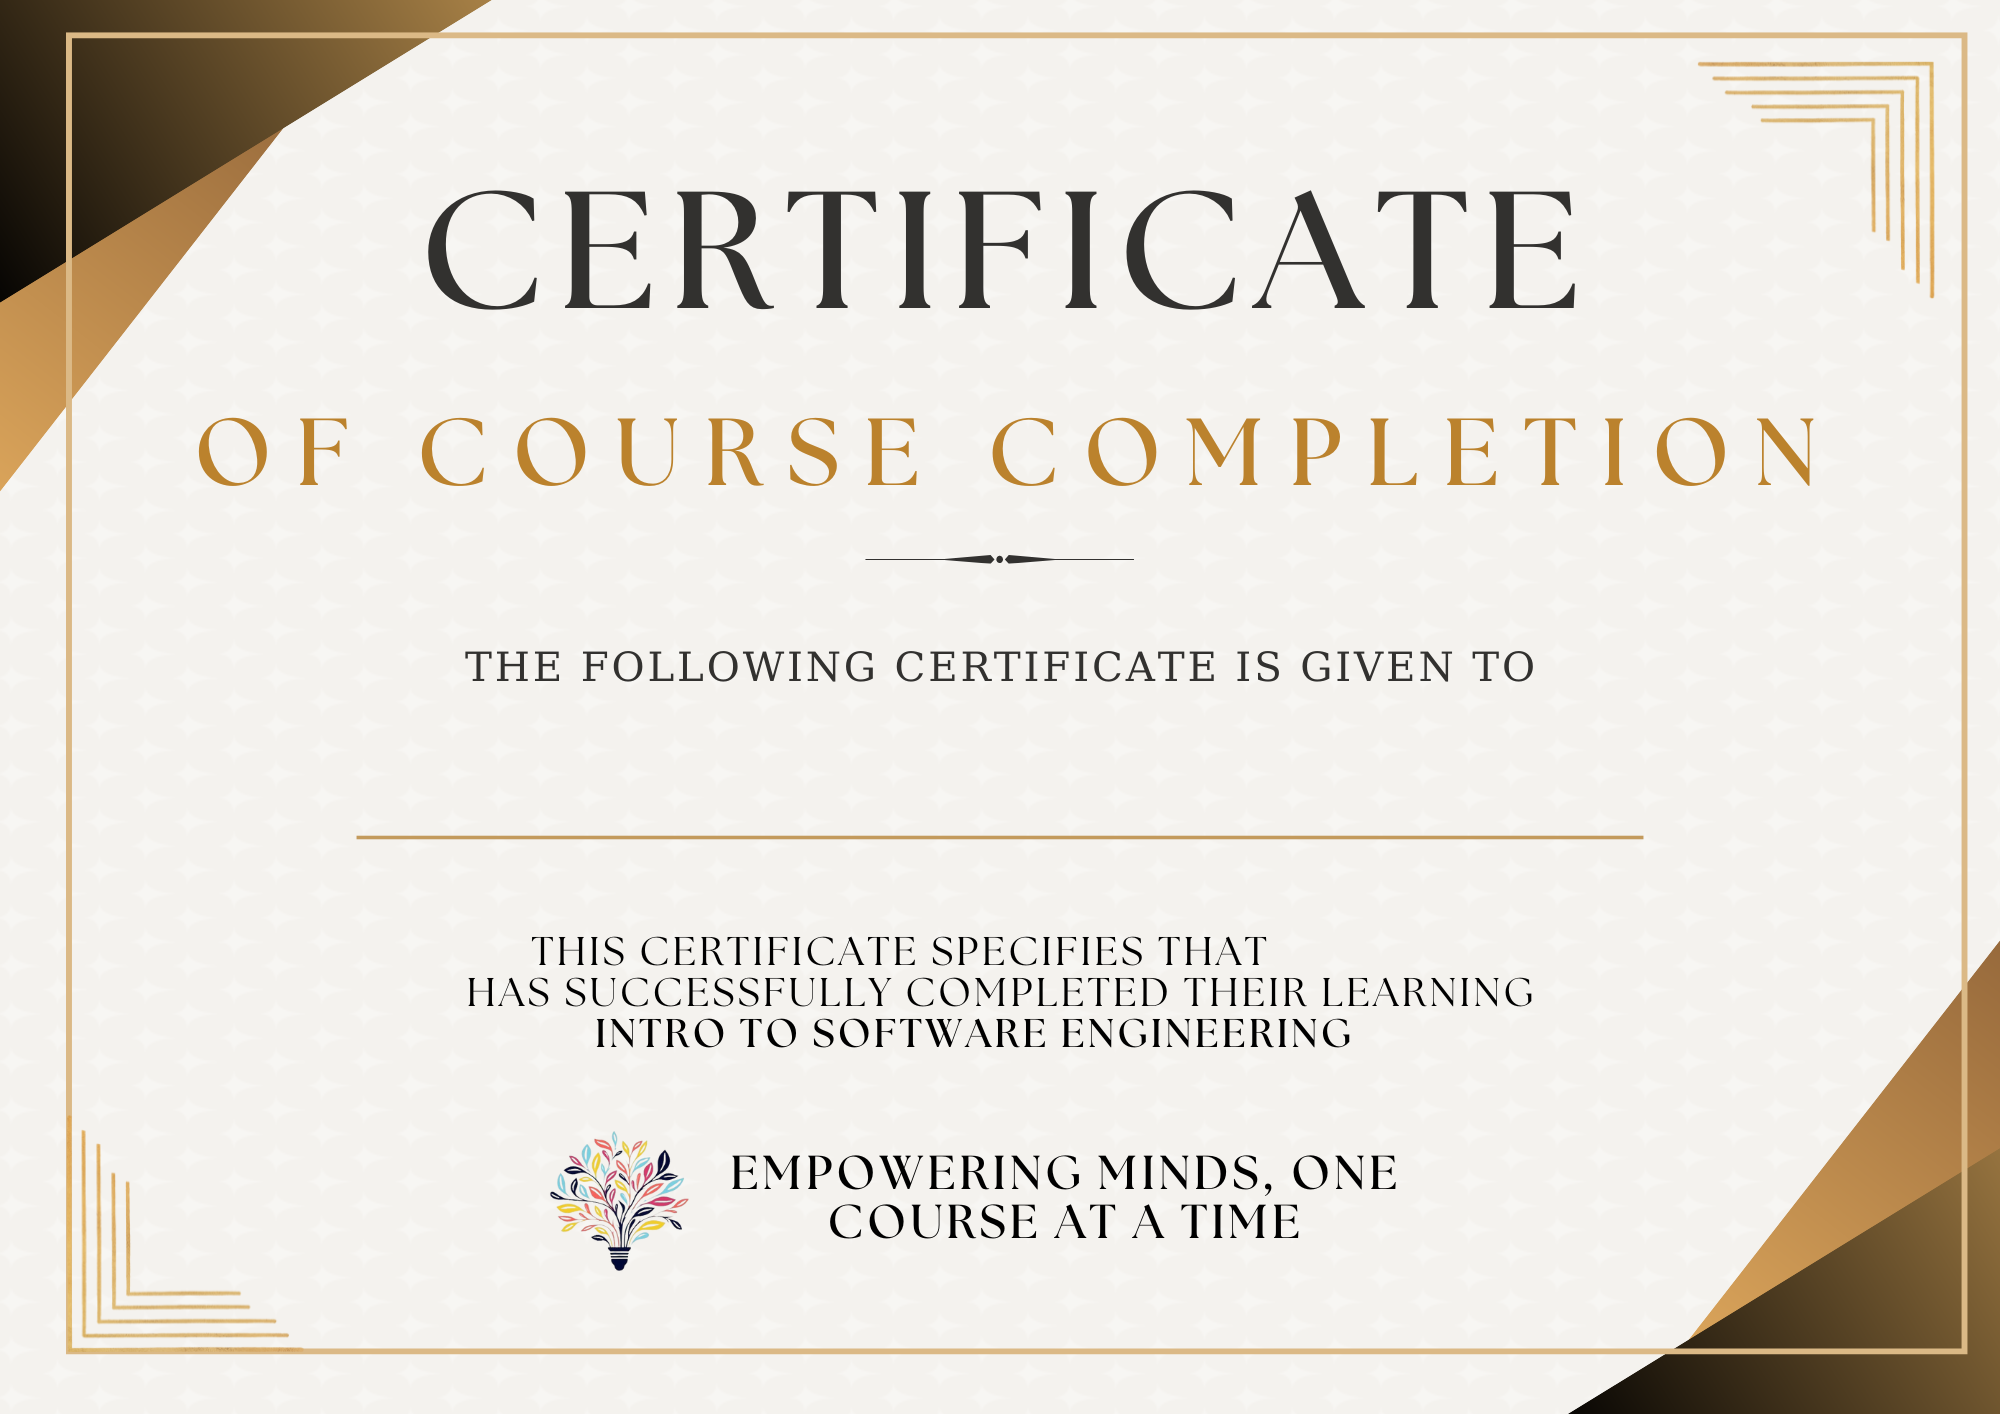 CERTIFICATE
OF COURSE COMPLETION
THE FOLLOWING CERTIFICATE IS GIVEN TO
THIS CERTIFICATE SPECIFIES THAT
HAS SUCCESSFULLY COMPLETED THEIR LEARNING
INTRO TO SOFTWARE ENGINEERING
EMPOWERING MINDS, ONE
COURSE AT A TIME